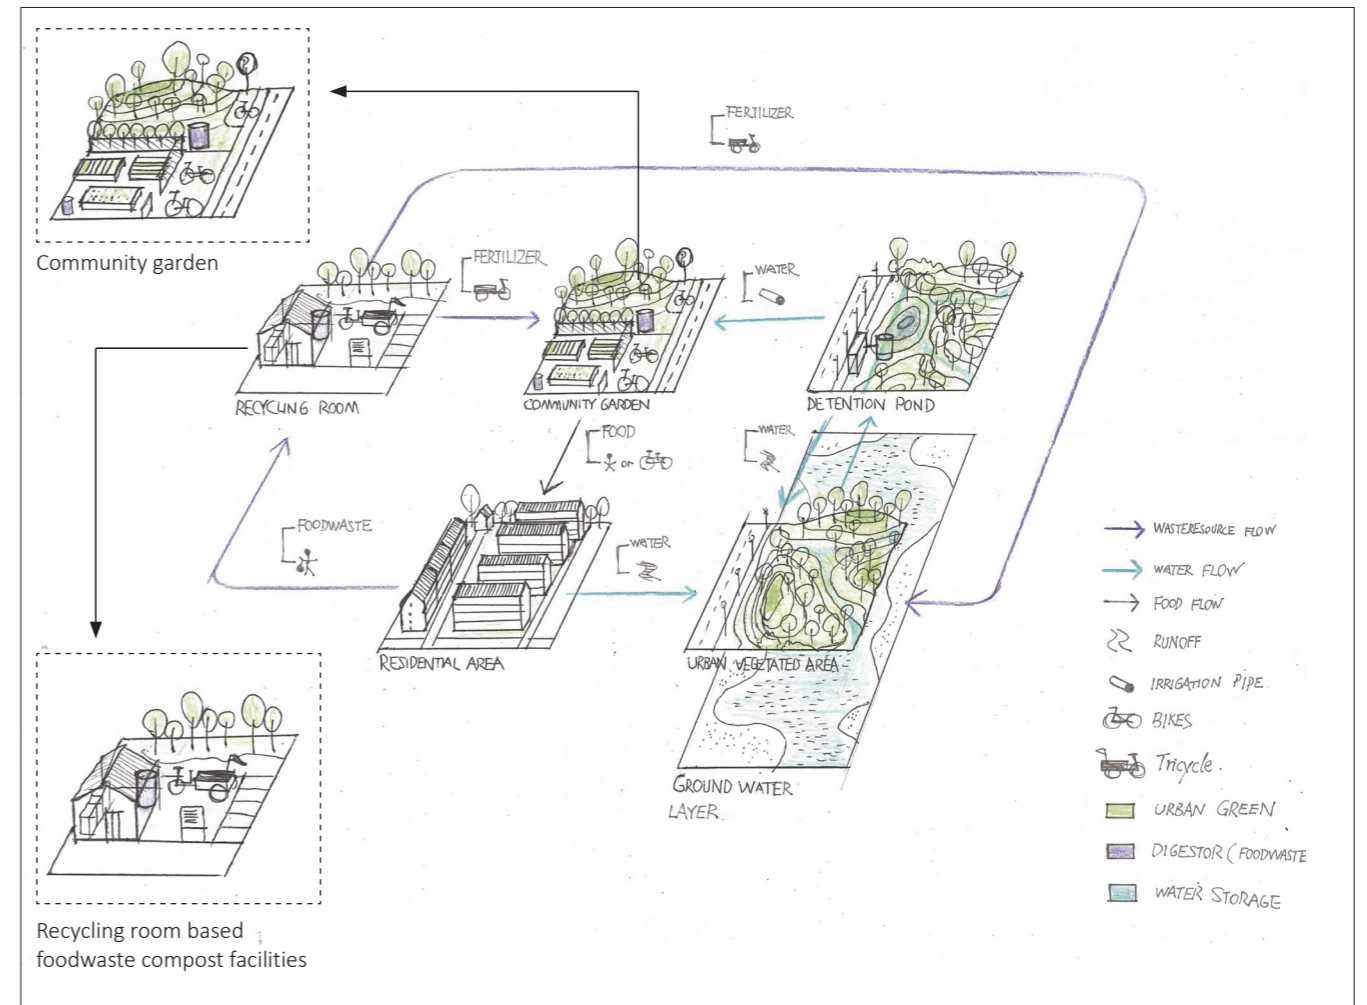 Community garden
FERTILIZER
FERTILIZER
WATER
RECYCLING ROOM
COMMUNITY GARDEN
DETENTION POND
FOOD
or
WATER
FOODWASTE
WATER
RESIDENTIAL AREA
URBAN VEGETATED AREA
GROUND WATER
LAYER.
WASTERESOURCE FLOW
WATER FLOW
FOOD FLOW
RUNOFF
IRRIGATION PIPE.
BIKES
Tricycle.
URBAN GREEN
DIGESTOR (FOODWASTE
WATER STORAGE
Recycling room based
foodwaste compost facilities